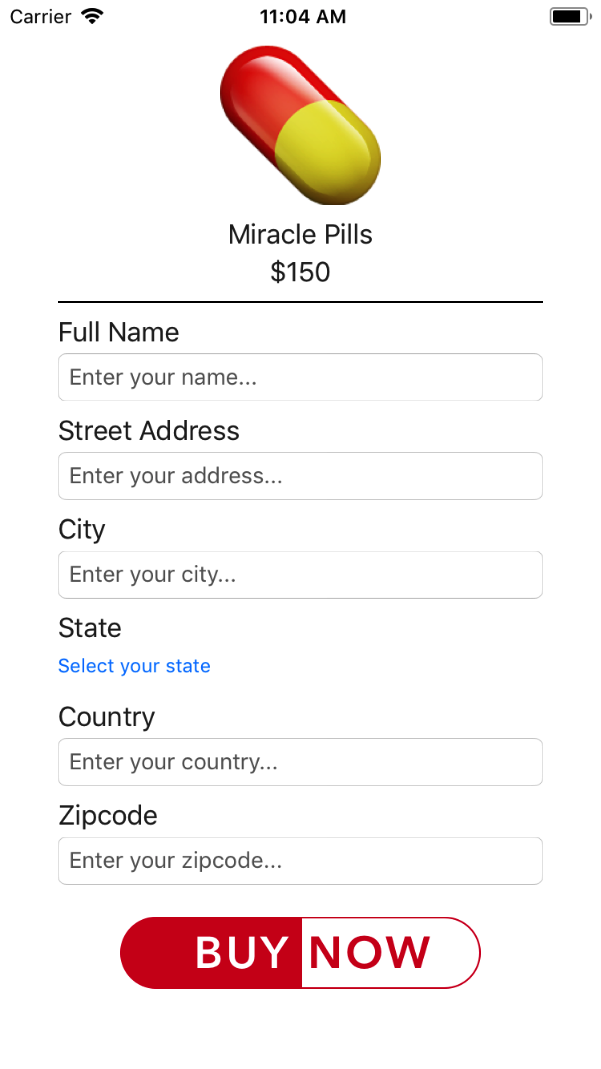 Carrier 11:04 AM
Miracle Pills
$150
Full Name
Enter your name...
Street Address
Enter your address...
City
Enter your city...
State
Select your state
Country
Enter your country...
Zipcode
Enter your zipcode...
BUY NOW